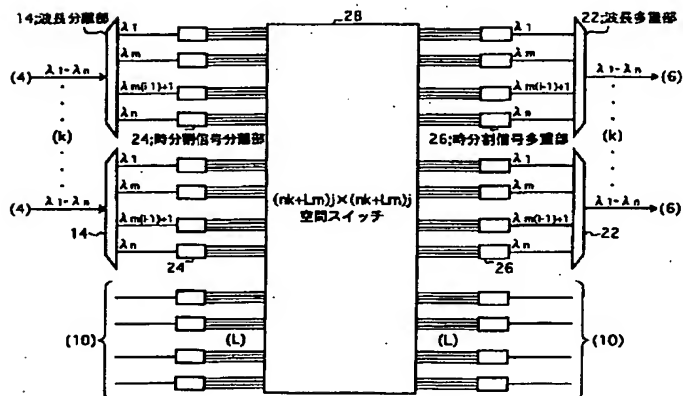 14;波長分離部
28
22;波長多重部
λ1
λ1
λm
λm
(4)
λ1-λn
λ1-λn
(6)
λm(i-1)+1
λm(i-1)+1
λn
λn
(k)
24;時分割信号分離部
26;時分割信号多重部
(k)
λ1
λ1
λm
λm
(nk+Lm)j×(nk+Lm)j
空間スイッチ
(4)
λ1-λn
λ1-λn
(6)
λm(i-1)+1
λm(i-1)+1
14
λn
λn
22
24
26
(10)
(L)
(L)
(10)